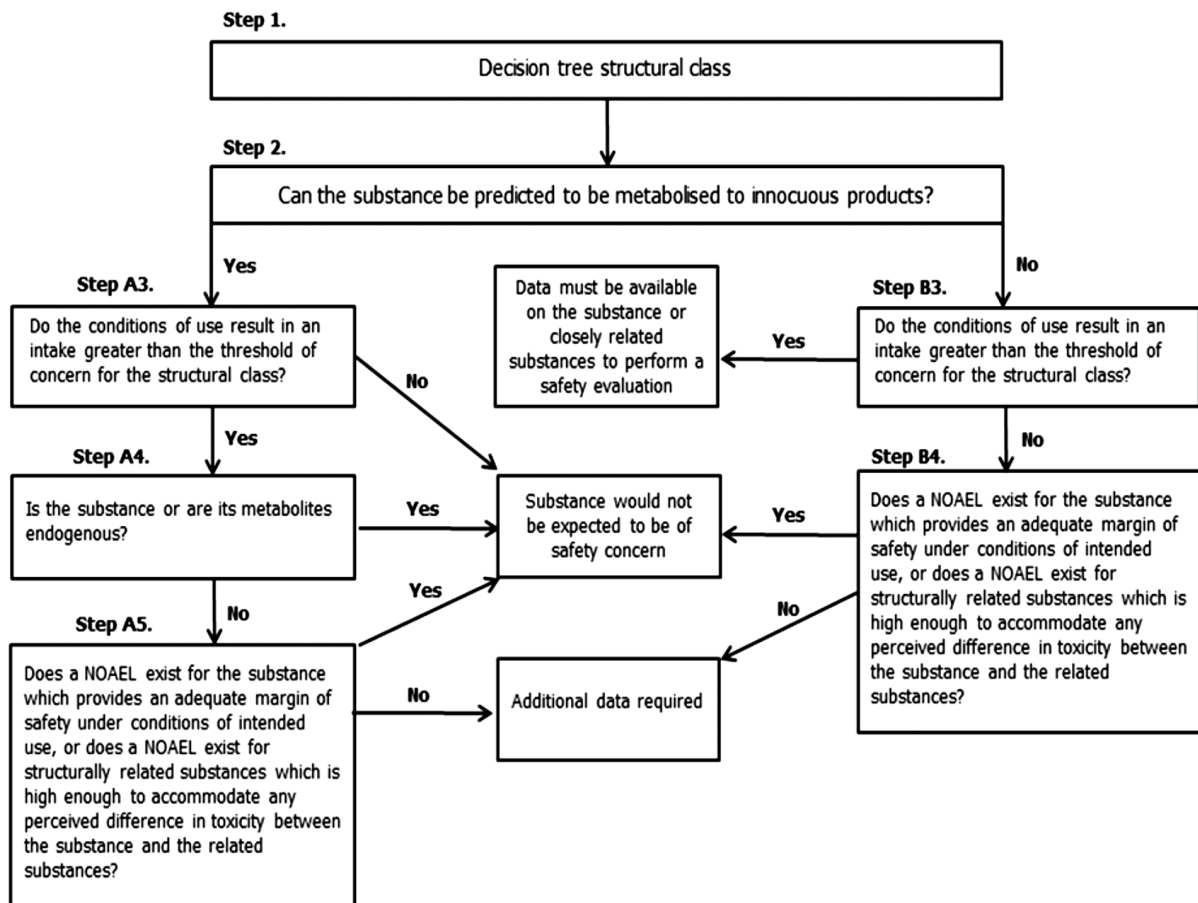 Step 1.
Decision tree structural class
Step 2.
Can the substance be predicted to be metabolised to innocuous products?
Yes
No
Step A3.
Do the conditions of use result in an
intake greater than the threshold of
concern for the structural class?
No
Yes
Data must be available
on the substance or
closely related
substances to perform a
safety evaluation
Step B3.
Do the conditions of use result in an
intake greater than the threshold of
concern for the structural class?
Yes
No
Step A4.
Is the substance or are its metabolites
endogenous?
Yes
No
Substance would not
be expected to be of
safety concern
Step B4.
Does a NOAEL exist for the substance
which provides an adequate margin of
safety under conditions of intended
use, or does a NOAEL exist for
structurally related substances which is
high enough to accommodate any
perceived difference in toxicity between
the substance and the related
substances?
Yes
No
Step A5.
Does a NOAEL exist for the substance
which provides an adequate margin of
safety under conditions of intended
use, or does a NOAEL exist for
structurally related substances which is
high enough to accommodate any
perceived difference in toxicity between
the substance and the related
substances?
Yes
No
Additional data required